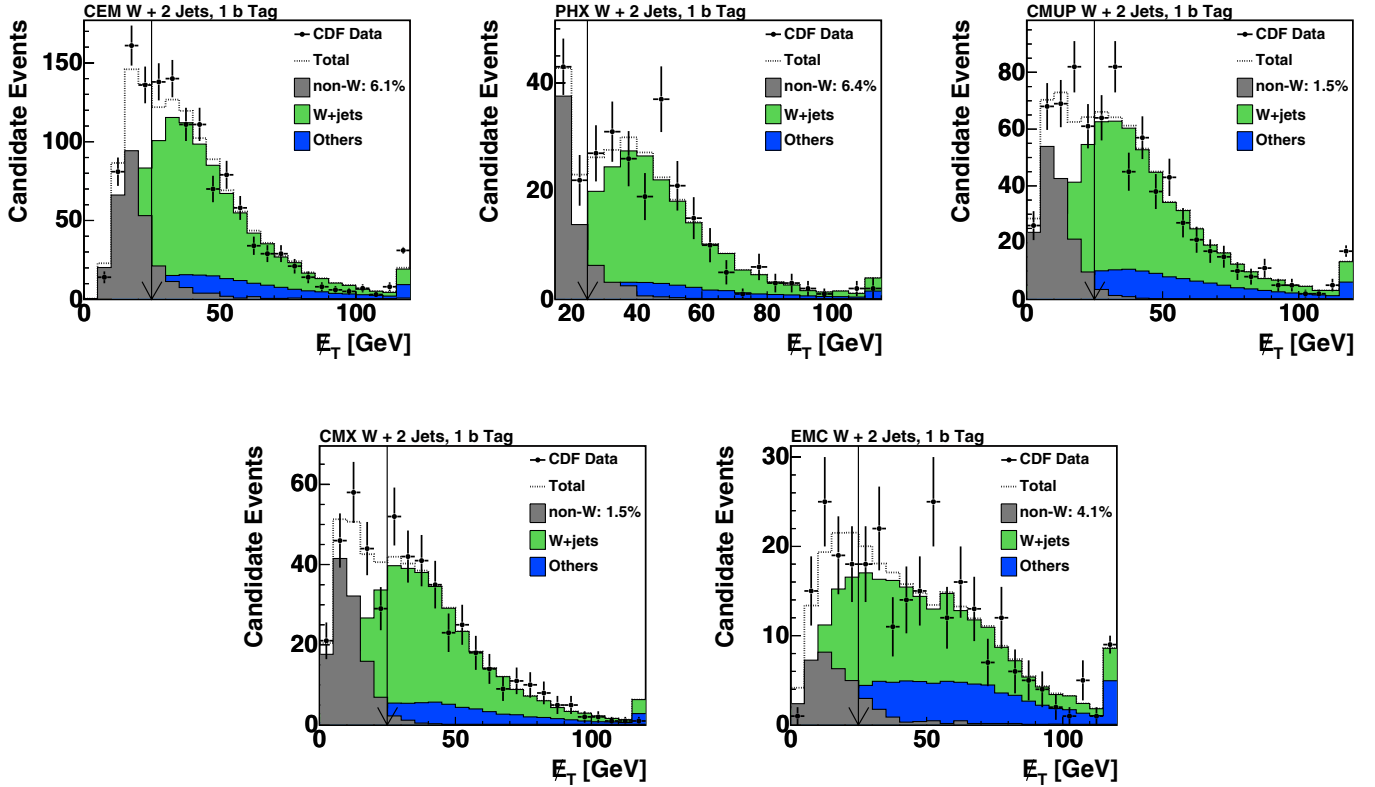 CEM W + 2 Jets, 1 b Tag
Candidate Events
150
100
50
0
CDF Data
Total
non-W: 6.1%
W+jets
Others
0 50 100
E̸T [GeV]
PHX W + 2 Jets, 1 b Tag
Candidate Events
40
20
0
CDF Data
Total
non-W: 6.4%
W+jets
Others
20 40 60 80 100
E̸T [GeV]
CMUP W + 2 Jets, 1 b Tag
Candidate Events
80
60
40
20
0
CDF Data
Total
non-W: 1.5%
W+jets
Others
0 50 100
E̸T [GeV]
CMX W + 2 Jets, 1 b Tag
Candidate Events
60
40
20
0
CDF Data
Total
non-W: 1.5%
W+jets
Others
0 50 100
E̸T [GeV]
EMC W + 2 Jets, 1 b Tag
Candidate Events
30
20
10
0
CDF Data
Total
non-W: 4.1%
W+jets
Others
0 50 100
E̸T [GeV]